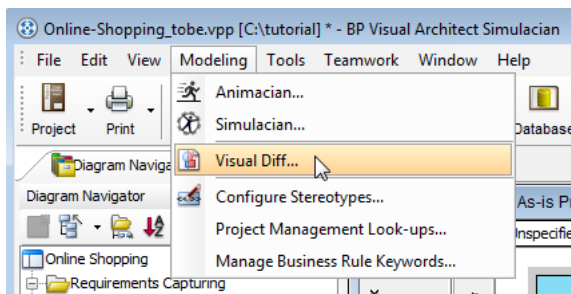 Online-Shopping_tobe.vpp [C:\tutorial] * - BP Visual Architect Simulacian
File Edit View Modeling Tools Teamwork Window Help
Animacian...
Project Print Simulacian... Database
Diagram Naviga Visual Diff...
Diagram Navigator Configure Stereotypes... As-is P
Project Management Look-ups... Inspecifie
Online Shopping Manage Business Rule Keywords...
Requirements Capturing